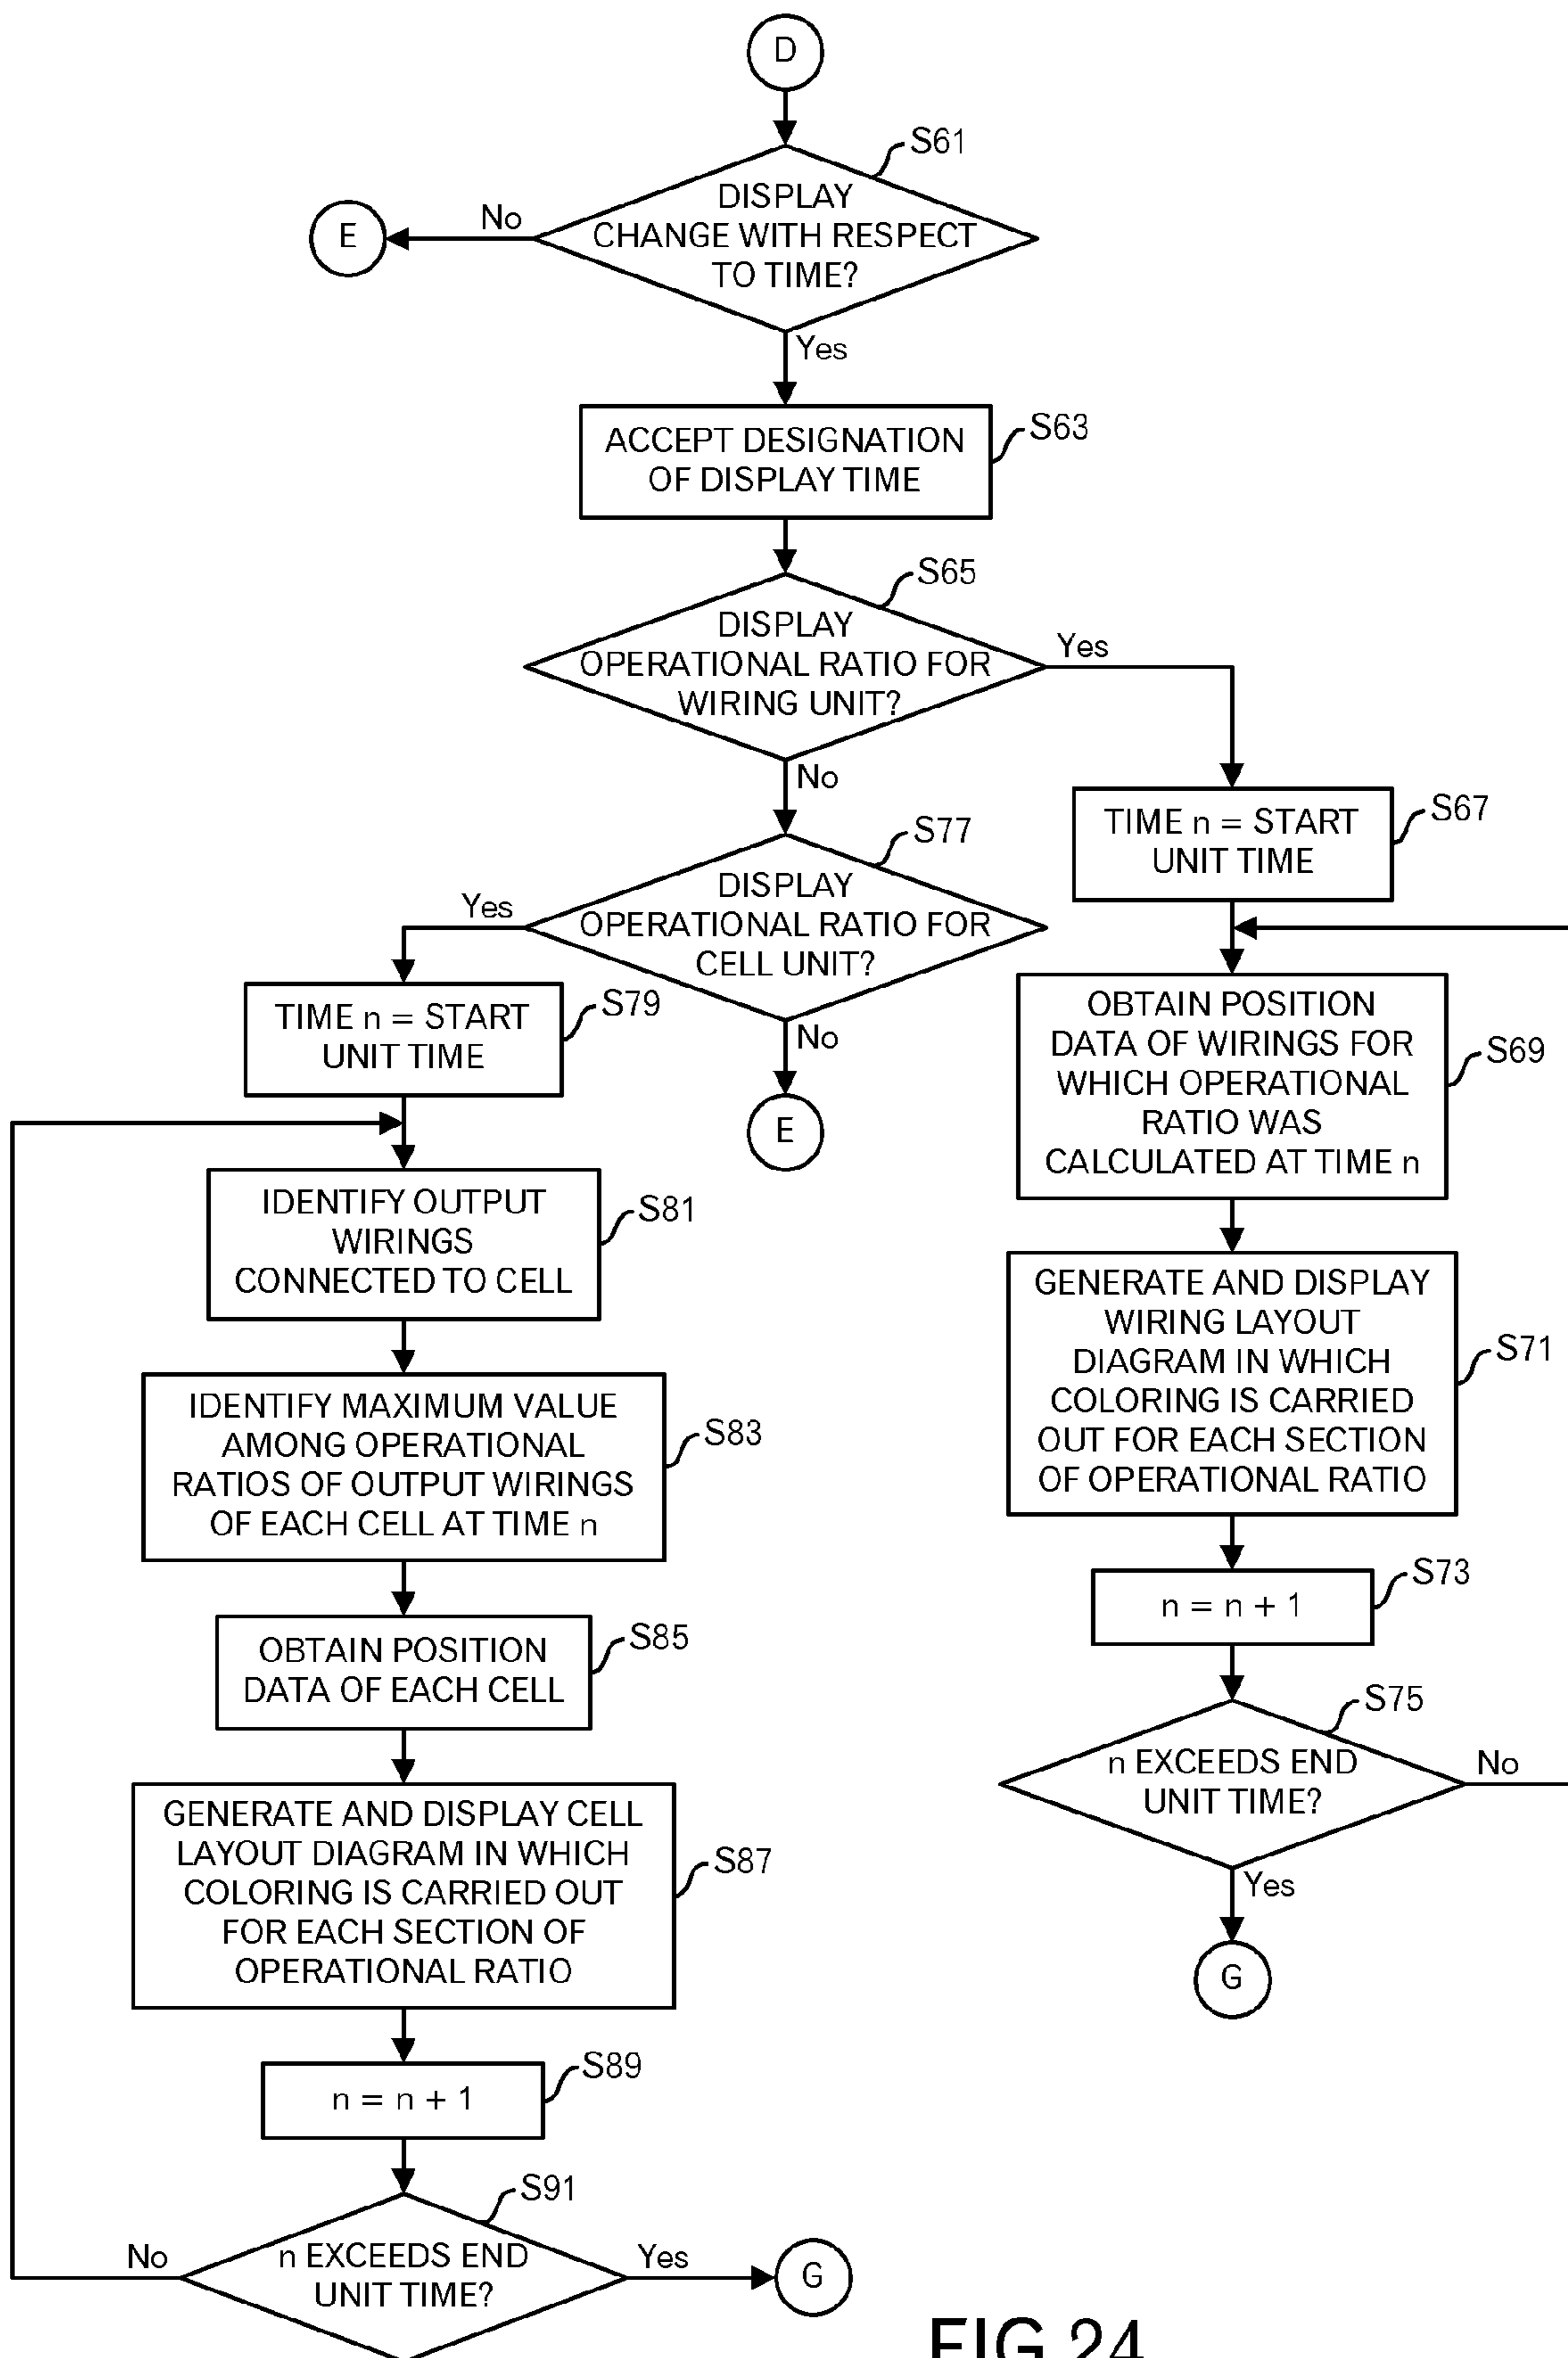 D
S61
DISPLAY
CHANGE WITH RESPECT
TO TIME?
No
E
Yes
S63
ACCEPT DESIGNATION
OF DISPLAY TIME
S65
DISPLAY
OPERATIONAL RATIO FOR
WIRING UNIT?
Yes
No
S67
TIME n = START
UNIT TIME
S77
DISPLAY
OPERATIONAL RATIO FOR
CELL UNIT?
Yes
No
E
S79
TIME n = START
UNIT TIME
S69
OBTAIN POSITION
DATA OF WIRINGS FOR
WHICH OPERATIONAL
RATIO WAS
CALCULATED AT TIME n
S81
IDENTIFY OUTPUT
WIRINGS
CONNECTED TO CELL
S71
GENERATE AND DISPLAY
WIRING LAYOUT
DIAGRAM IN WHICH
COLORING IS CARRIED
OUT FOR EACH SECTION
OF OPERATIONAL RATIO
S83
IDENTIFY MAXIMUM VALUE
AMONG OPERATIONAL
RATIOS OF OUTPUT WIRINGS
OF EACH CELL AT TIME n
S73
n = n + 1
S85
OBTAIN POSITION
DATA OF EACH CELL
S75
n EXCEEDS END
UNIT TIME?
No
Yes
G
S87
GENERATE AND DISPLAY CELL
LAYOUT DIAGRAM IN WHICH
COLORING IS CARRIED OUT
FOR EACH SECTION OF
OPERATIONAL RATIO
S89
n = n + 1
S91
n EXCEEDS END
UNIT TIME?
No
Yes
G
FIG.24